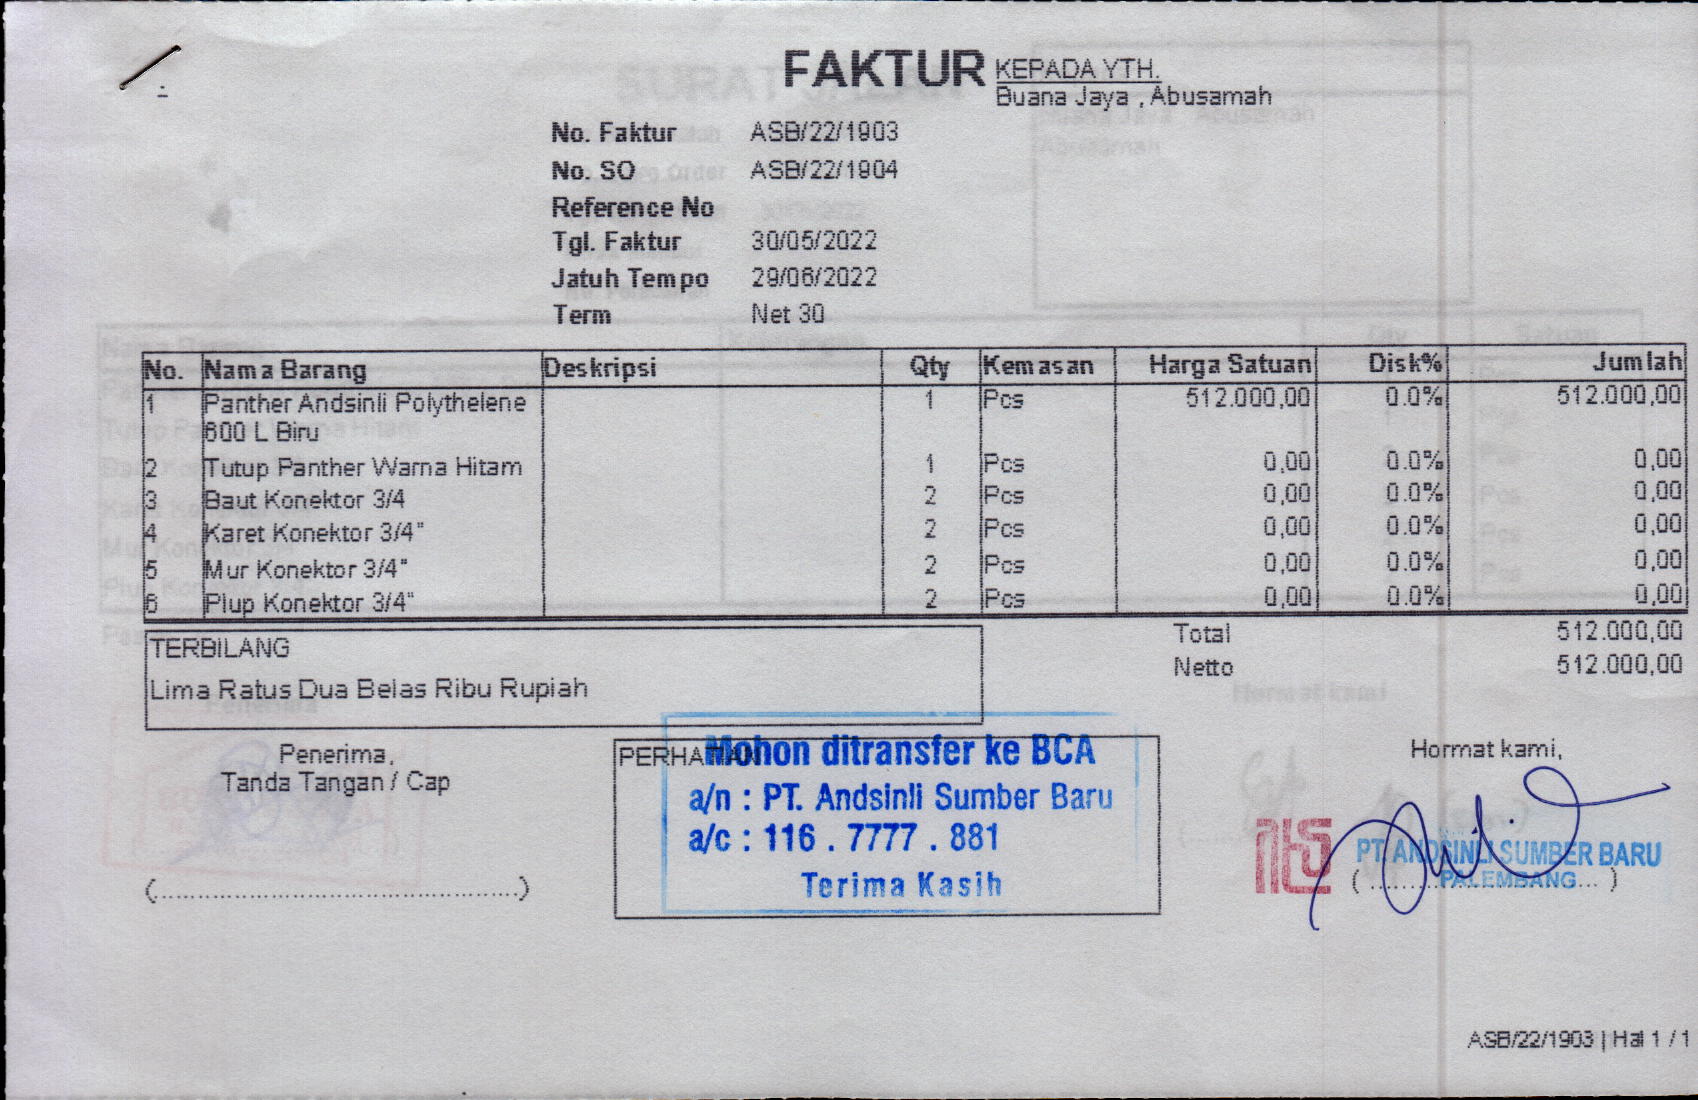 FAKTUR
KEPADA YTH.
Buana Jaya , Abusamah
No. Faktur ASB/22/1903
No. SO ASB/22/1904
Reference No
Tgl. Faktur 30/05/2022
Jatuh Tempo 29/06/2022
Term Net 30
No. Nama Barang Deskripsi Qty Kemasan Harga Satuan Disk% Jumlah
1 Panther Andsinli Polythelene 1 Pcs 512.000,00 0.0% 512.000,00
600 L Biru
2 Tutup Panther Warna Hitam 1 Pcs 0,00 0.0% 0,00
3 Baut Konektor 3/4 2 Pcs 0,00 0.0% 0,00
4 Karet Konektor 3/4" 2 Pcs 0,00 0.0% 0,00
5 Mur Konektor 3/4" 2 Pcs 0,00 0.0% 0,00
6 Plup Konektor 3/4" 2 Pcs 0,00 0.0% 0,00
Total 512.000,00
Netto 512.000,00
TERBILANG
Lima Ratus Dua Belas Ribu Rupiah
Penerima,
Tanda Tangan / Cap
(..............................................)
PERHATIAN
Mohon ditransfer ke BCA
a/n : PT. Andsinli Sumber Baru
a/c : 116 . 7777 . 881
Terima Kasih
Hormat kami,
PT. ANDSINLI SUMBER BARU
PALEMBANG
ASB/22/1903 | Hal 1 / 1